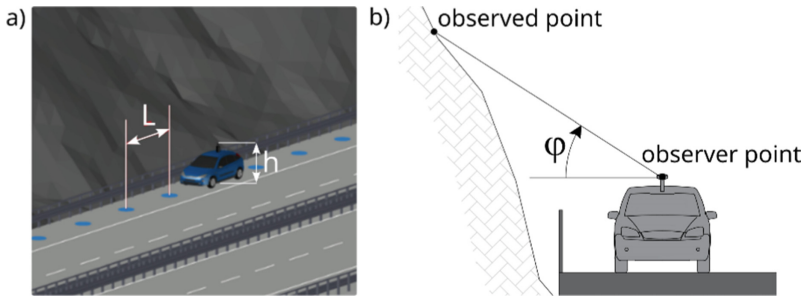 a)
L
h
b)
observed point
φ
observer point